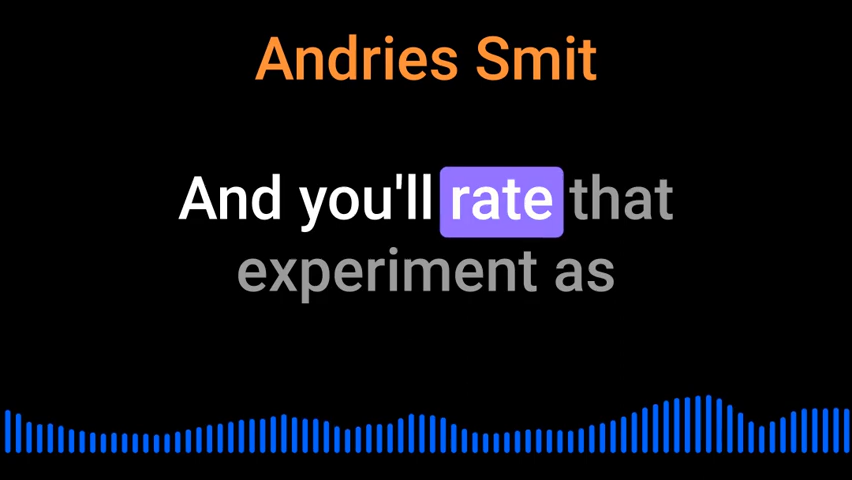 Andries Smit
And you'll rate that
experiment as